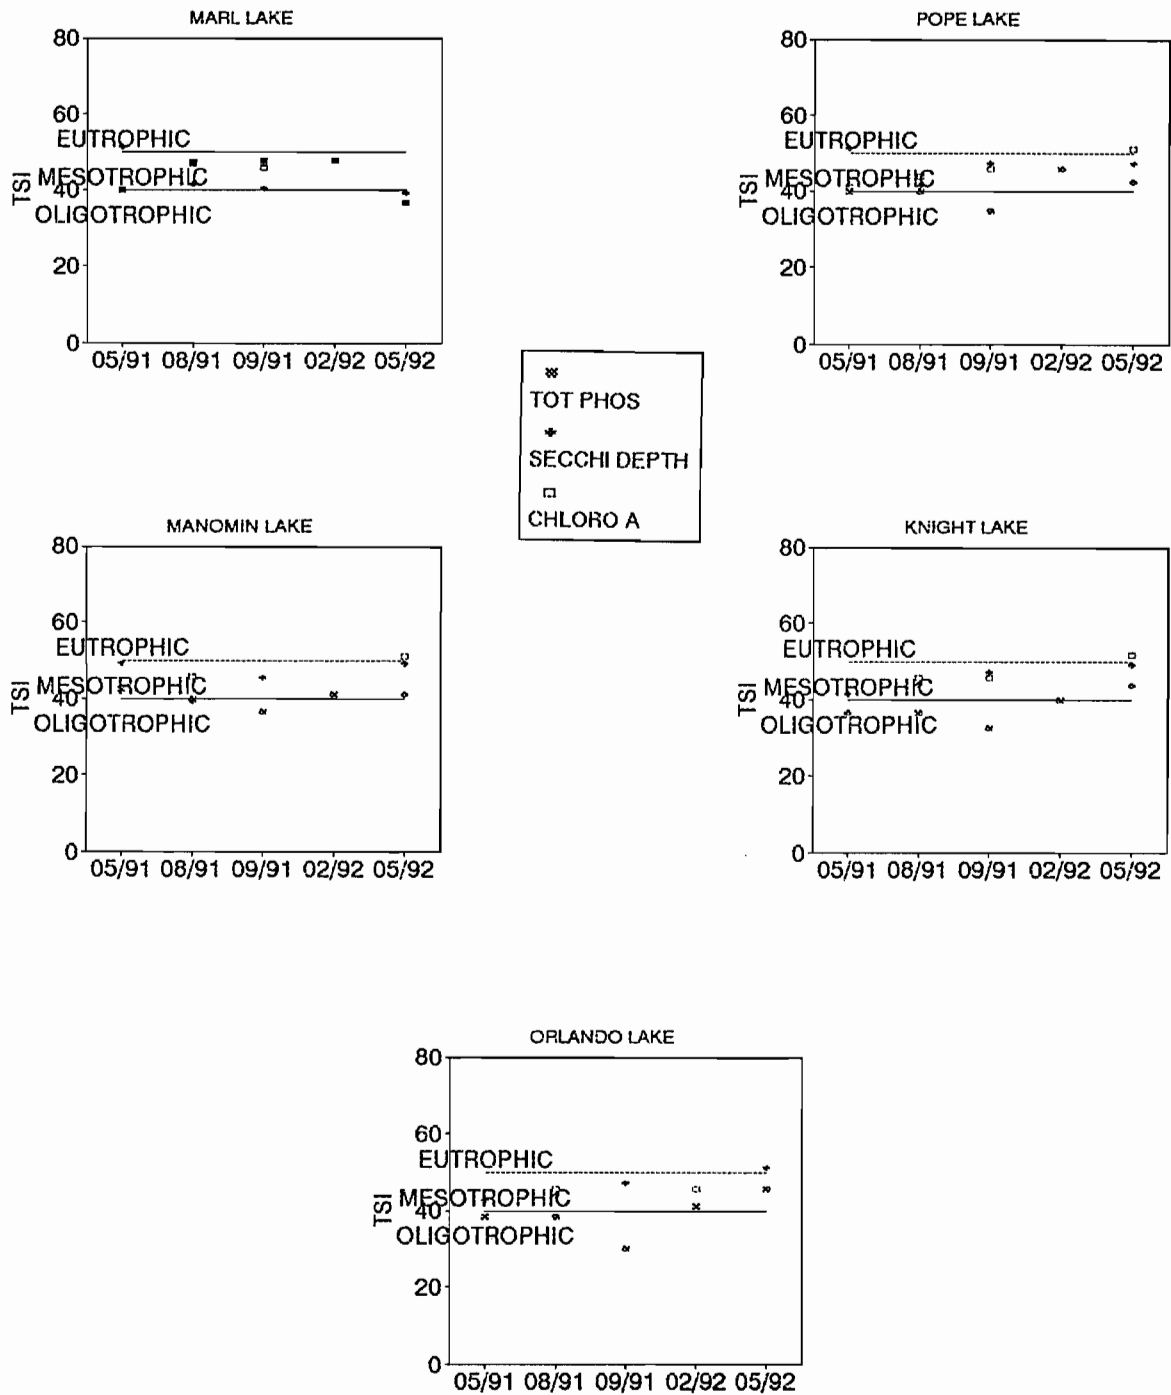 MARL LAKE
80
60
EUTROPHIC
MESOTROPHIC
40
OLIGOTROPHIC
20
0
TSI
05/91 08/91 09/91 02/92 05/92
POPE LAKE
80
60
EUTROPHIC
MESOTROPHIC
40
OLIGOTROPHIC
20
0
TSI
05/91 08/91 09/91 02/92 05/92
TOT PHOS
SECCHI DEPTH
CHLORO A
MANOMIN LAKE
80
60
EUTROPHIC
MESOTROPHIC
40
OLIGOTROPHIC
20
0
TSI
05/91 08/91 09/91 02/92 05/92
KNIGHT LAKE
80
60
EUTROPHIC
MESOTROPHIC
40
OLIGOTROPHIC
20
0
TSI
05/91 08/91 09/91 02/92 05/92
ORLANDO LAKE
80
60
EUTROPHIC
MESOTROPHIC
40
OLIGOTROPHIC
20
0
TSI
05/91 08/91 09/91 02/92 05/92